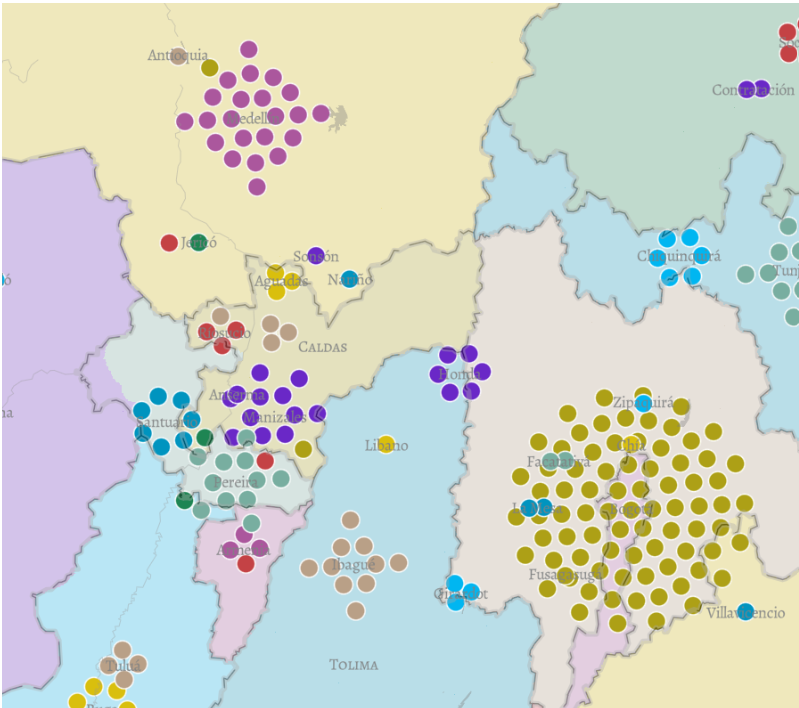 Antioquia
Contratación
Medellín
Jericó
Sonsón
Chiquinquirá
Aguadas
Nariño
Riosucio
CALDAS
Honda
Anserma
Zipaquirá
Manizales
Santuario
Líbano
Chía
Facatativá
Pereira
La Mesa
Bogotá
Armenia
Ibagué
Fusagasugá
Girardot
Villavicencio
Tuluá
TOLIMA